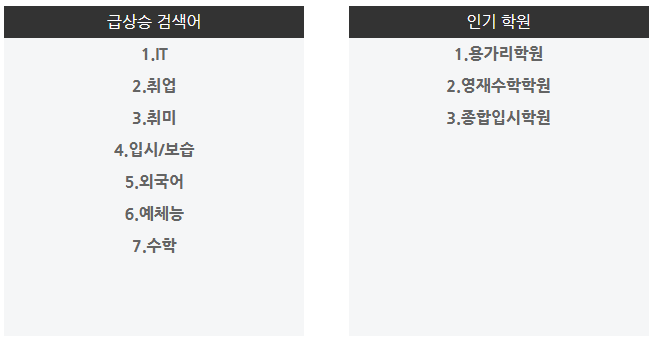 급상승 검색어
1.IT
2.취업
3.취미
4.입시/보습
5.외국어
6.예체능
7.수학
인기 학원
1.용가리학원
2.영재수학학원
3.종합입시학원